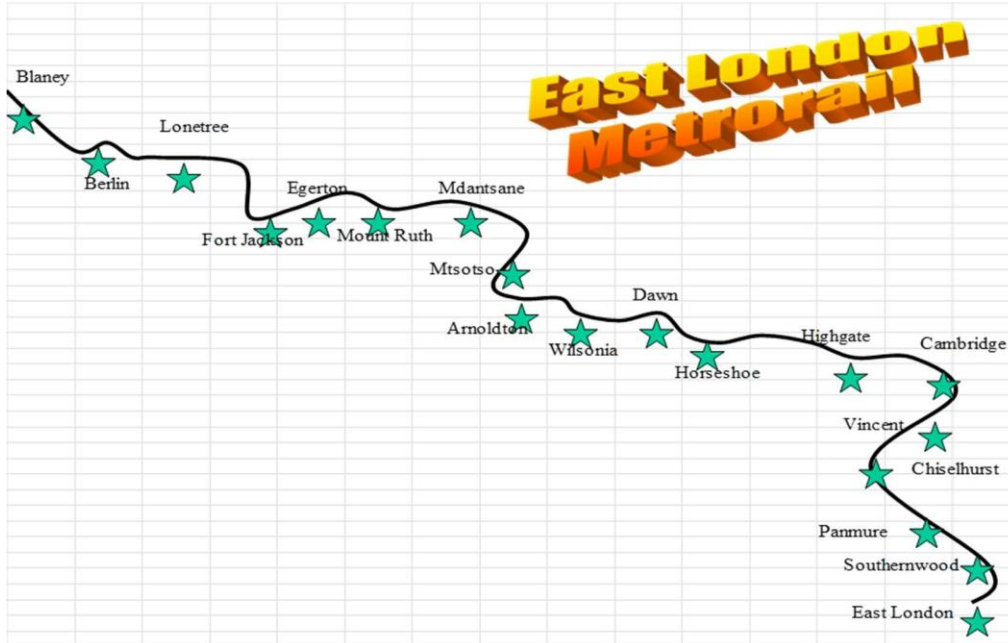 East London
Metrorail
Blaney
Lonetree
Berlin
Egerton
Mdantsane
Fort Jackson
Mount Ruth
Mtsotso
Dawn
Arnoldton
Wilsonia
Highgate
Cambridge
Horseshoe
Vincent
Chiselhurst
Panmure
Southernwood
East London